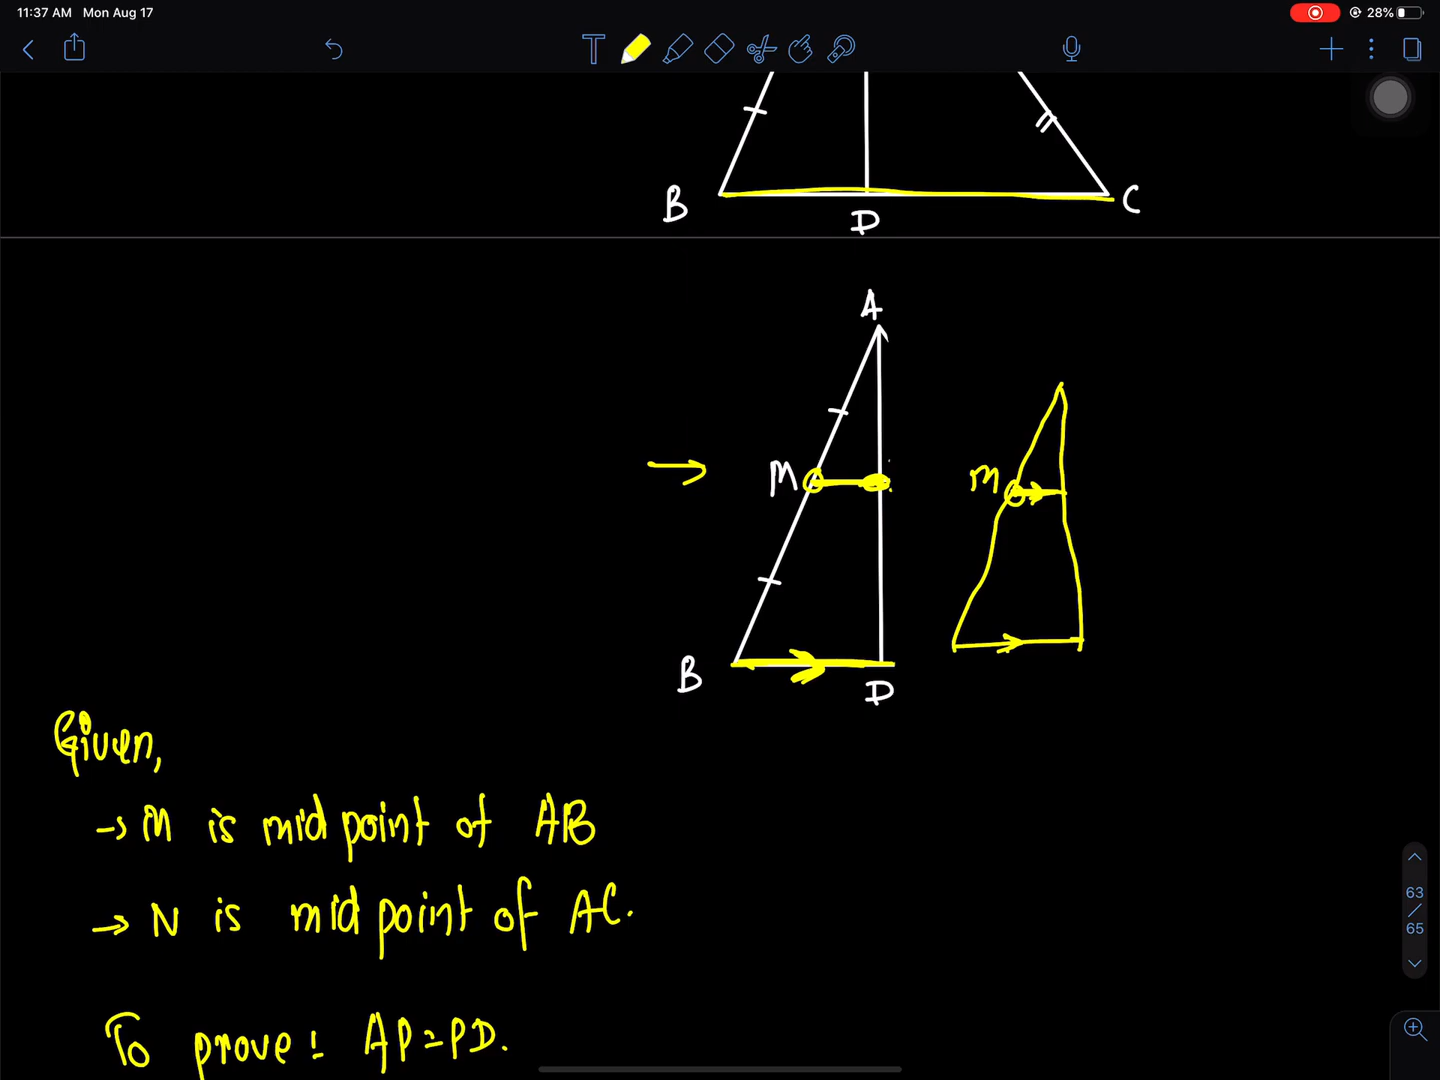 11:37 AM Mon Aug 17
28%
T
B
D
C
A
M
M
B
D
Given,
→ M is mid point of AB
→ N is mid point of AC.
To prove : AP = PD.
63
65